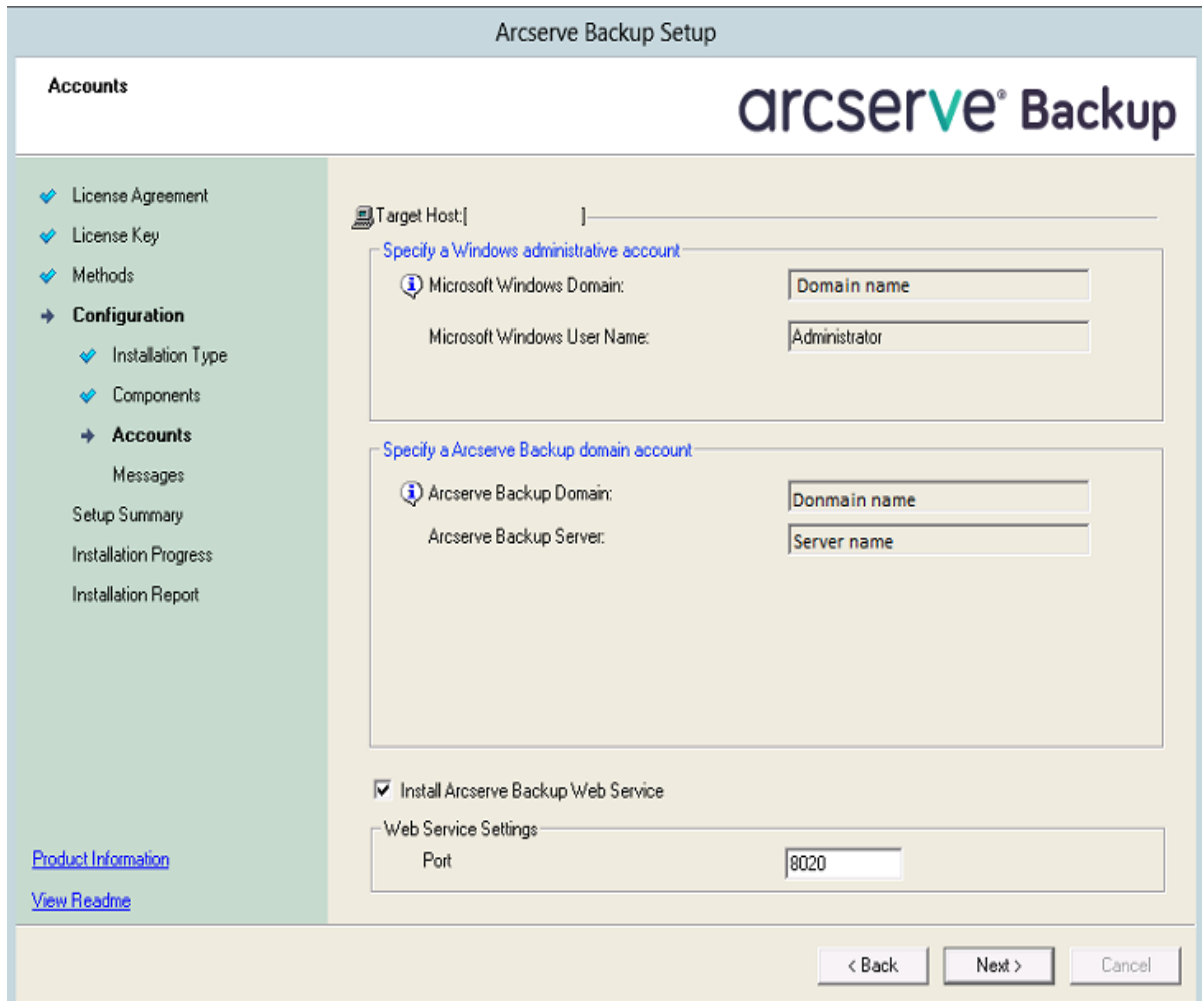 Arcserve Backup Setup
Accounts
arcserve® Backup
License Agreement
License Key
Methods
Configuration
Installation Type
Components
Accounts
Messages
Setup Summary
Installation Progress
Installation Report
Product Information
View Readme
Target Host:[ ]
Specify a Windows administrative account
Microsoft Windows Domain: Domain name
Microsoft Windows User Name: Administrator
Specify a Arcserve Backup domain account
Arcserve Backup Domain: Donmain name
Arcserve Backup Server: Server name
Install Arcserve Backup Web Service
Web Service Settings
Port 8020
< Back Next > Cancel